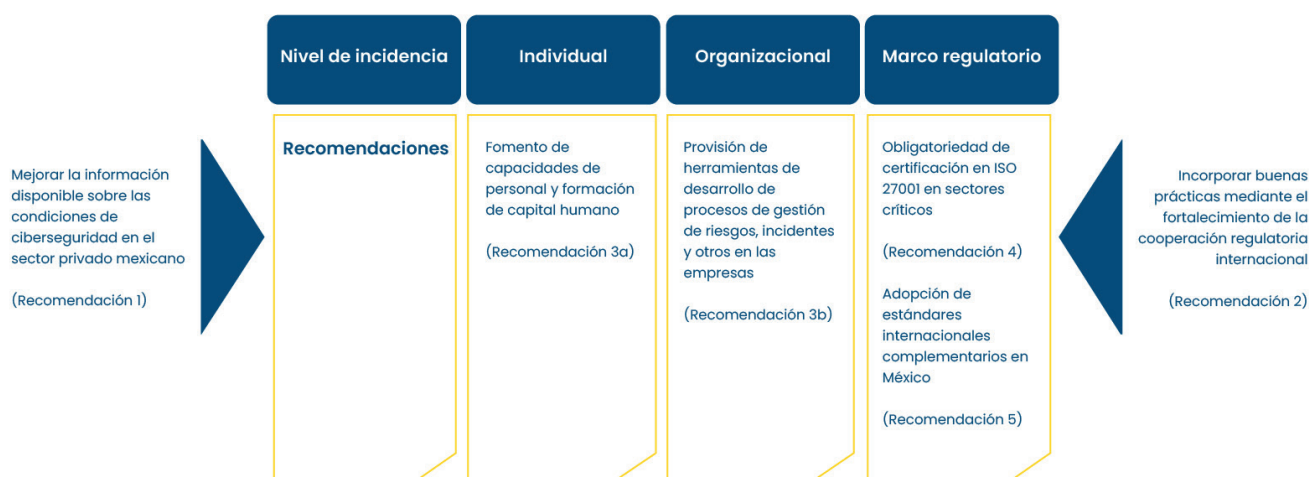 Nivel de incidencia
Individual
Organizacional
Marco regulatorio
Mejorar la información
disponible sobre las
condiciones de
ciberseguridad en el
sector privado mexicano
(Recomendación 1)
Recomendaciones
Fomento de
capacidades de
personal y formación
de capital humano
(Recomendación 3a)
Provisión de
herramientas de
desarrollo de
procesos de gestión
de riesgos, incidentes
y otros en las
empresas
(Recomendación 3b)
Obligatoriedad de
certificación en ISO
27001 en sectores
críticos
(Recomendación 4)
Adopción de
estándares
internacionales
complementarios en
México
(Recomendación 5)
Incorporar buenas
prácticas mediante el
fortalecimiento de la
cooperación regulatoria
internacional
(Recomendación 2)